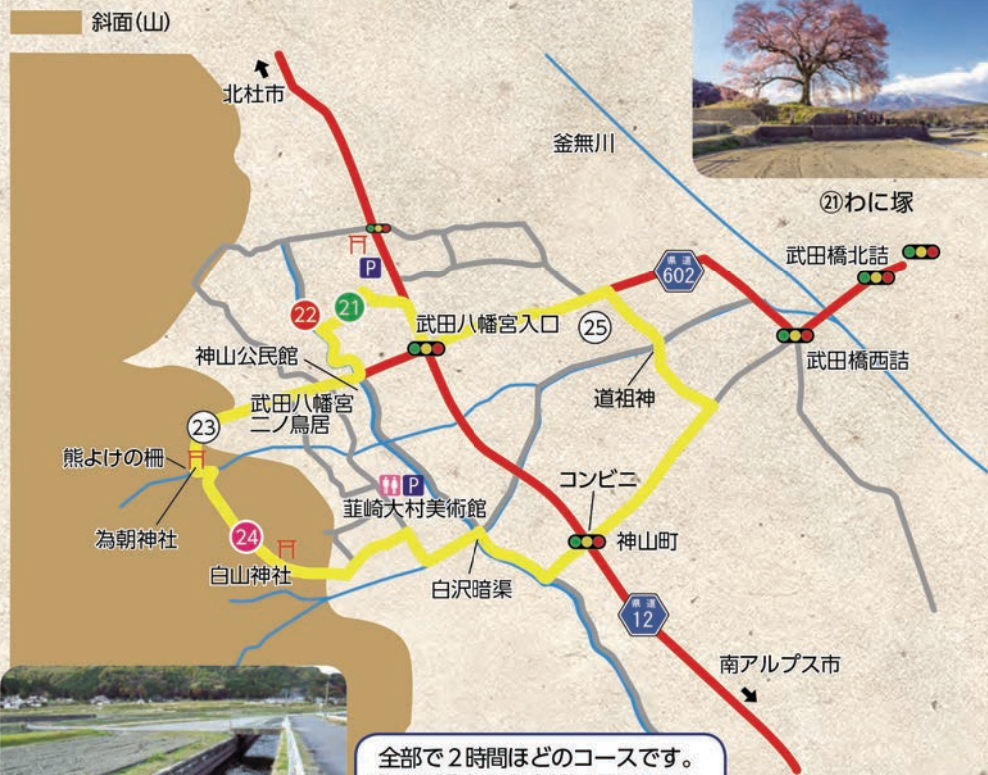 斜面(山)
北杜市
釜無川
㉑わに塚
武田橋北詰
県道
602
P
22
21
武田八幡宮入口
25
武田橋西詰
神山公民館
道祖神
武田八幡宮
二ノ鳥居
23
熊よけの柵
コンビニ
P
韮崎大村美術館
為朝神社
24
神山町
白山神社
白沢暗渠
県道
12
南アルプス市
全部で2時間ほどのコースです。